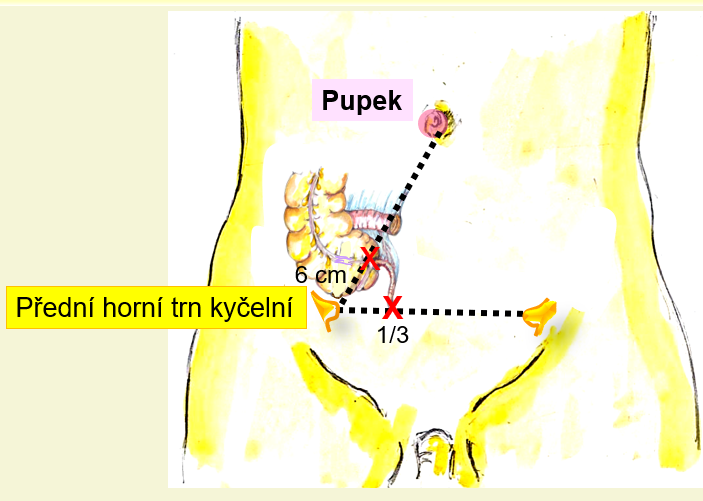 Pupek
6 cm
Přední horní trn kyčelní
1/3